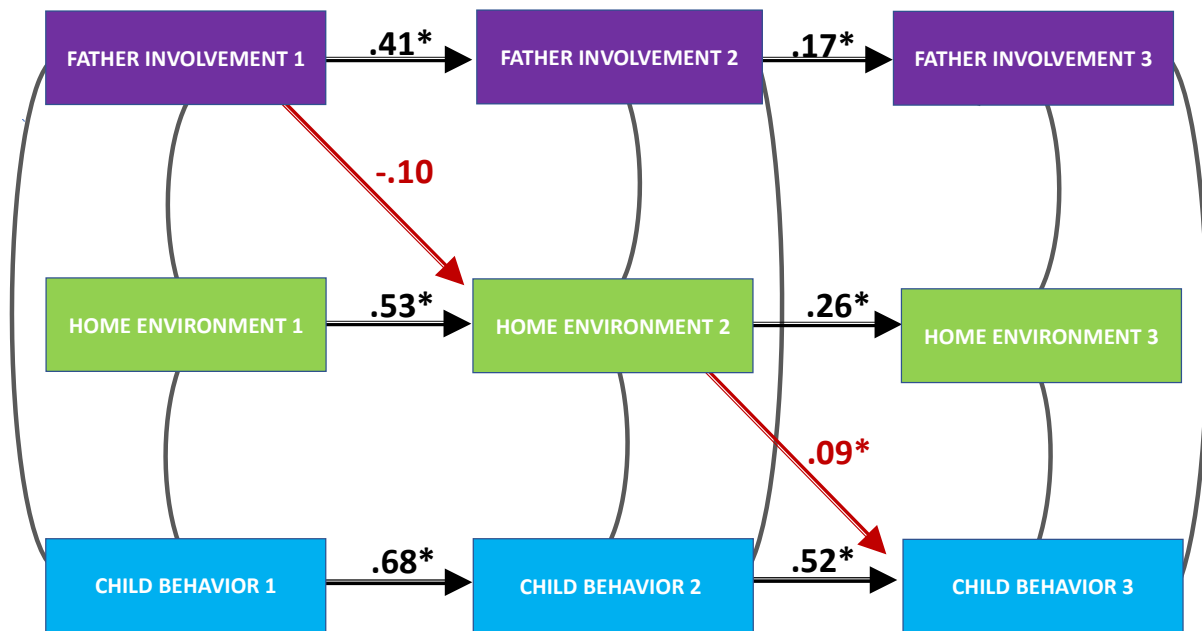 FATHER INVOLVEMENT 1
.41*
FATHER INVOLVEMENT 2
.17*
FATHER INVOLVEMENT 3
-.10
HOME ENVIRONMENT 1
.53*
HOME ENVIRONMENT 2
.26*
HOME ENVIRONMENT 3
.09*
CHILD BEHAVIOR 1
.68*
CHILD BEHAVIOR 2
.52*
CHILD BEHAVIOR 3